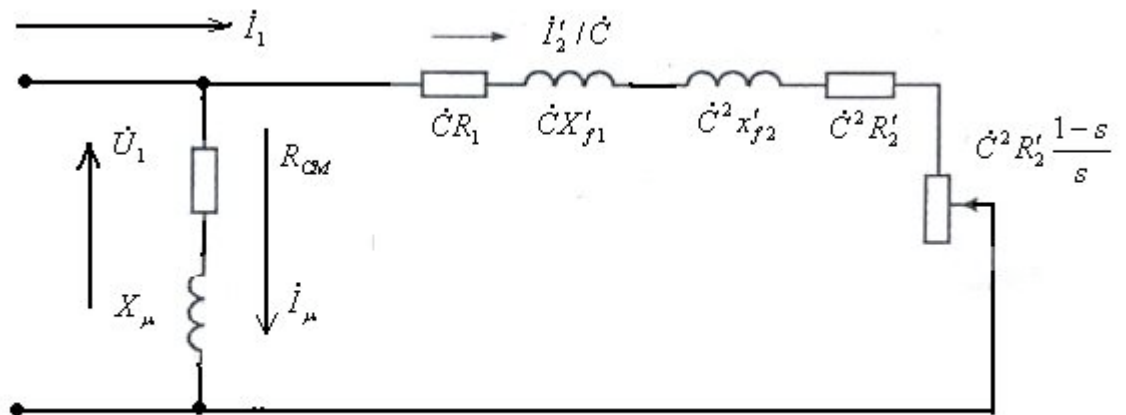 İ₁
İ′₂ / Ċ
ĊR₁
ĊX′f1
Ċ²x′f2
Ċ²R′₂
Ċ²R′₂ (1−s)/s
U̇₁
R_CM
X_μ
İ_μ